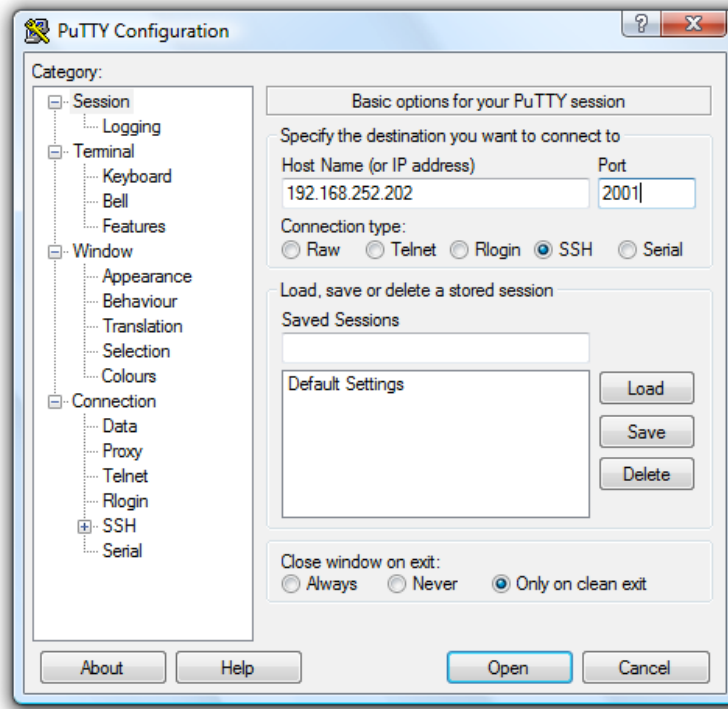 PuTTY Configuration
?
X
Category:
Session
Logging
Terminal
Keyboard
Bell
Features
Window
Appearance
Behaviour
Translation
Selection
Colours
Connection
Data
Proxy
Telnet
Rlogin
SSH
Serial
Basic options for your PuTTY session
Specify the destination you want to connect to
Host Name (or IP address) Port
192.168.252.202 2001
Connection type:
Raw Telnet Rlogin SSH Serial
Load, save or delete a stored session
Saved Sessions
Default Settings
Load
Save
Delete
Close window on exit:
Always Never Only on clean exit
About Help Open Cancel